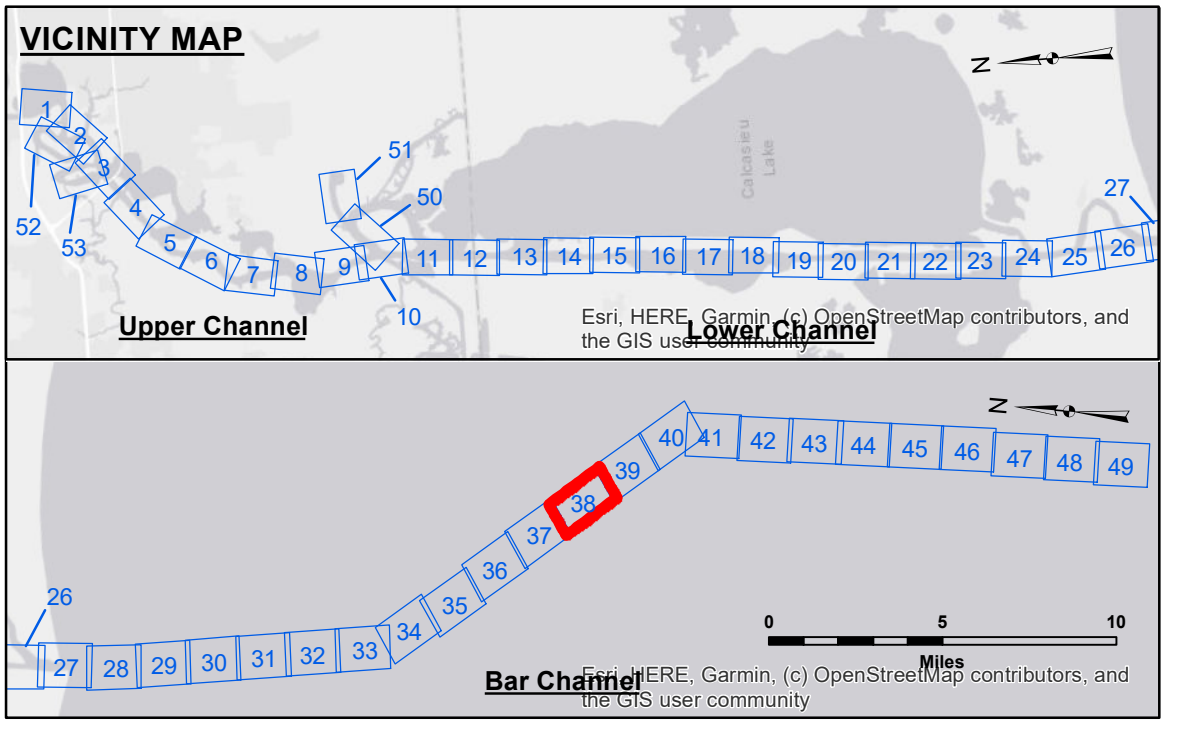 VICINITY MAP
N
1
2
3
52
53
4
5
6
7
8
9
10
51
50
11 12 13 14 15 16 17 18 19 20 21 22 23 24 25 26
27
Calcasieu
Lake
Upper Channel
Lower Channel
Esri, HERE, Garmin, (c) OpenStreetMap contributors, and
the GIS user community
N
26
27 28 29 30 31 32 33 34 35 36 37 38 39 40 41 42 43 44 45 46 47 48 49
0 5 10
Miles
Bar Channel
Esri, HERE, Garmin, (c) OpenStreetMap contributors, and
the GIS user community